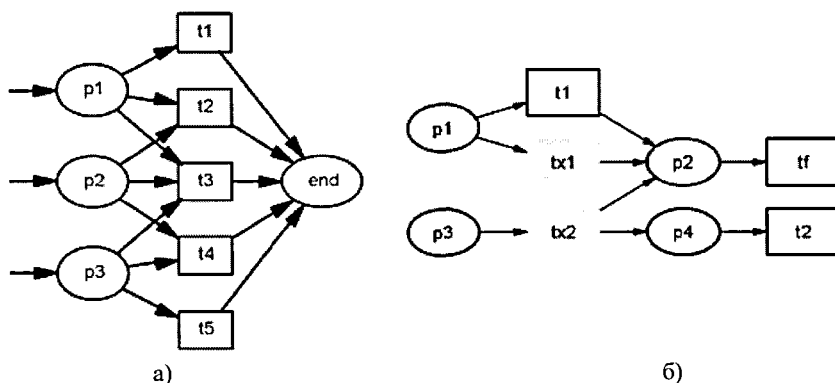 t1
p1
t2
p2
t3
end
t4
p3
t5
а)
t1
p1
tx1
p2
tf
p3
tx2
p4
t2
б)